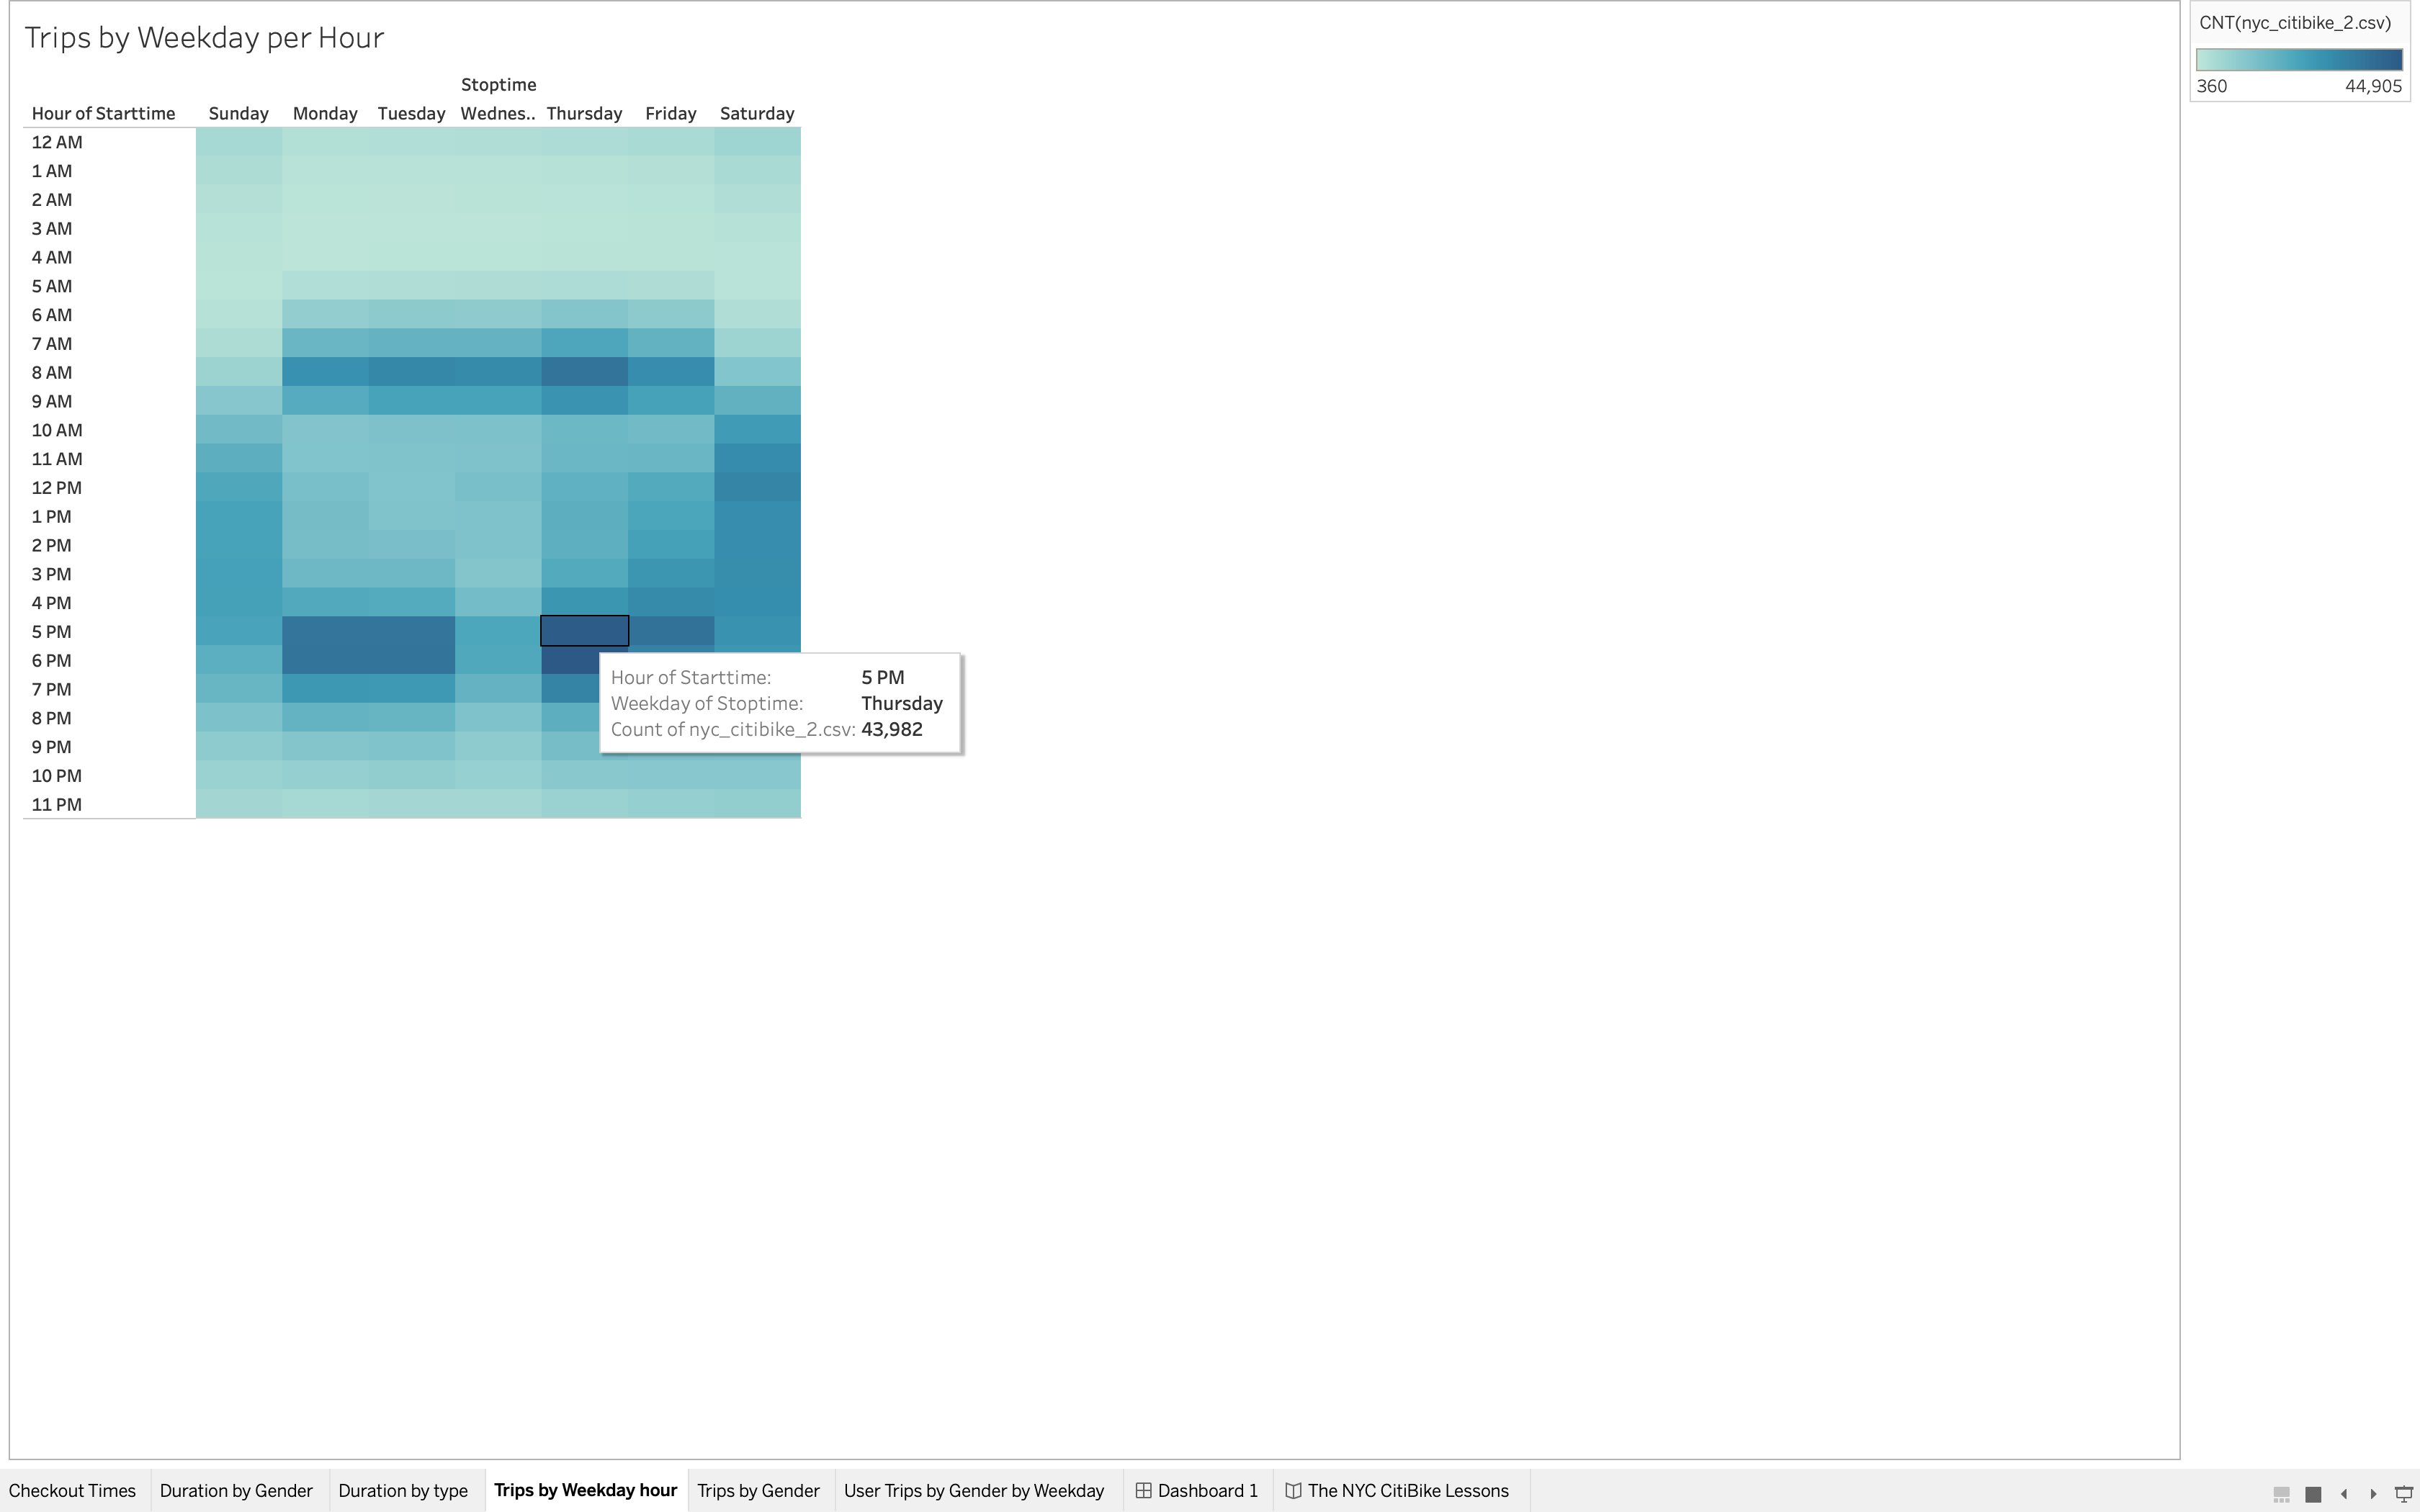 Trips by Weekday per Hour
CNT(nyc_citibike_2.csv)
360 44,905
Stoptime
Hour of Starttime Sunday Monday Tuesday Wednes.. Thursday Friday Saturday
12 AM
1 AM
2 AM
3 AM
4 AM
5 AM
6 AM
7 AM
8 AM
9 AM
10 AM
11 AM
12 PM
1 PM
2 PM
3 PM
4 PM
5 PM
6 PM
7 PM
8 PM
9 PM
10 PM
11 PM
Hour of Starttime: 5 PM
Weekday of Stoptime: Thursday
Count of nyc_citibike_2.csv: 43,982
Checkout Times Duration by Gender Duration by type Trips by Weekday hour Trips by Gender User Trips by Gender by Weekday Dashboard 1 The NYC CitiBike Lessons